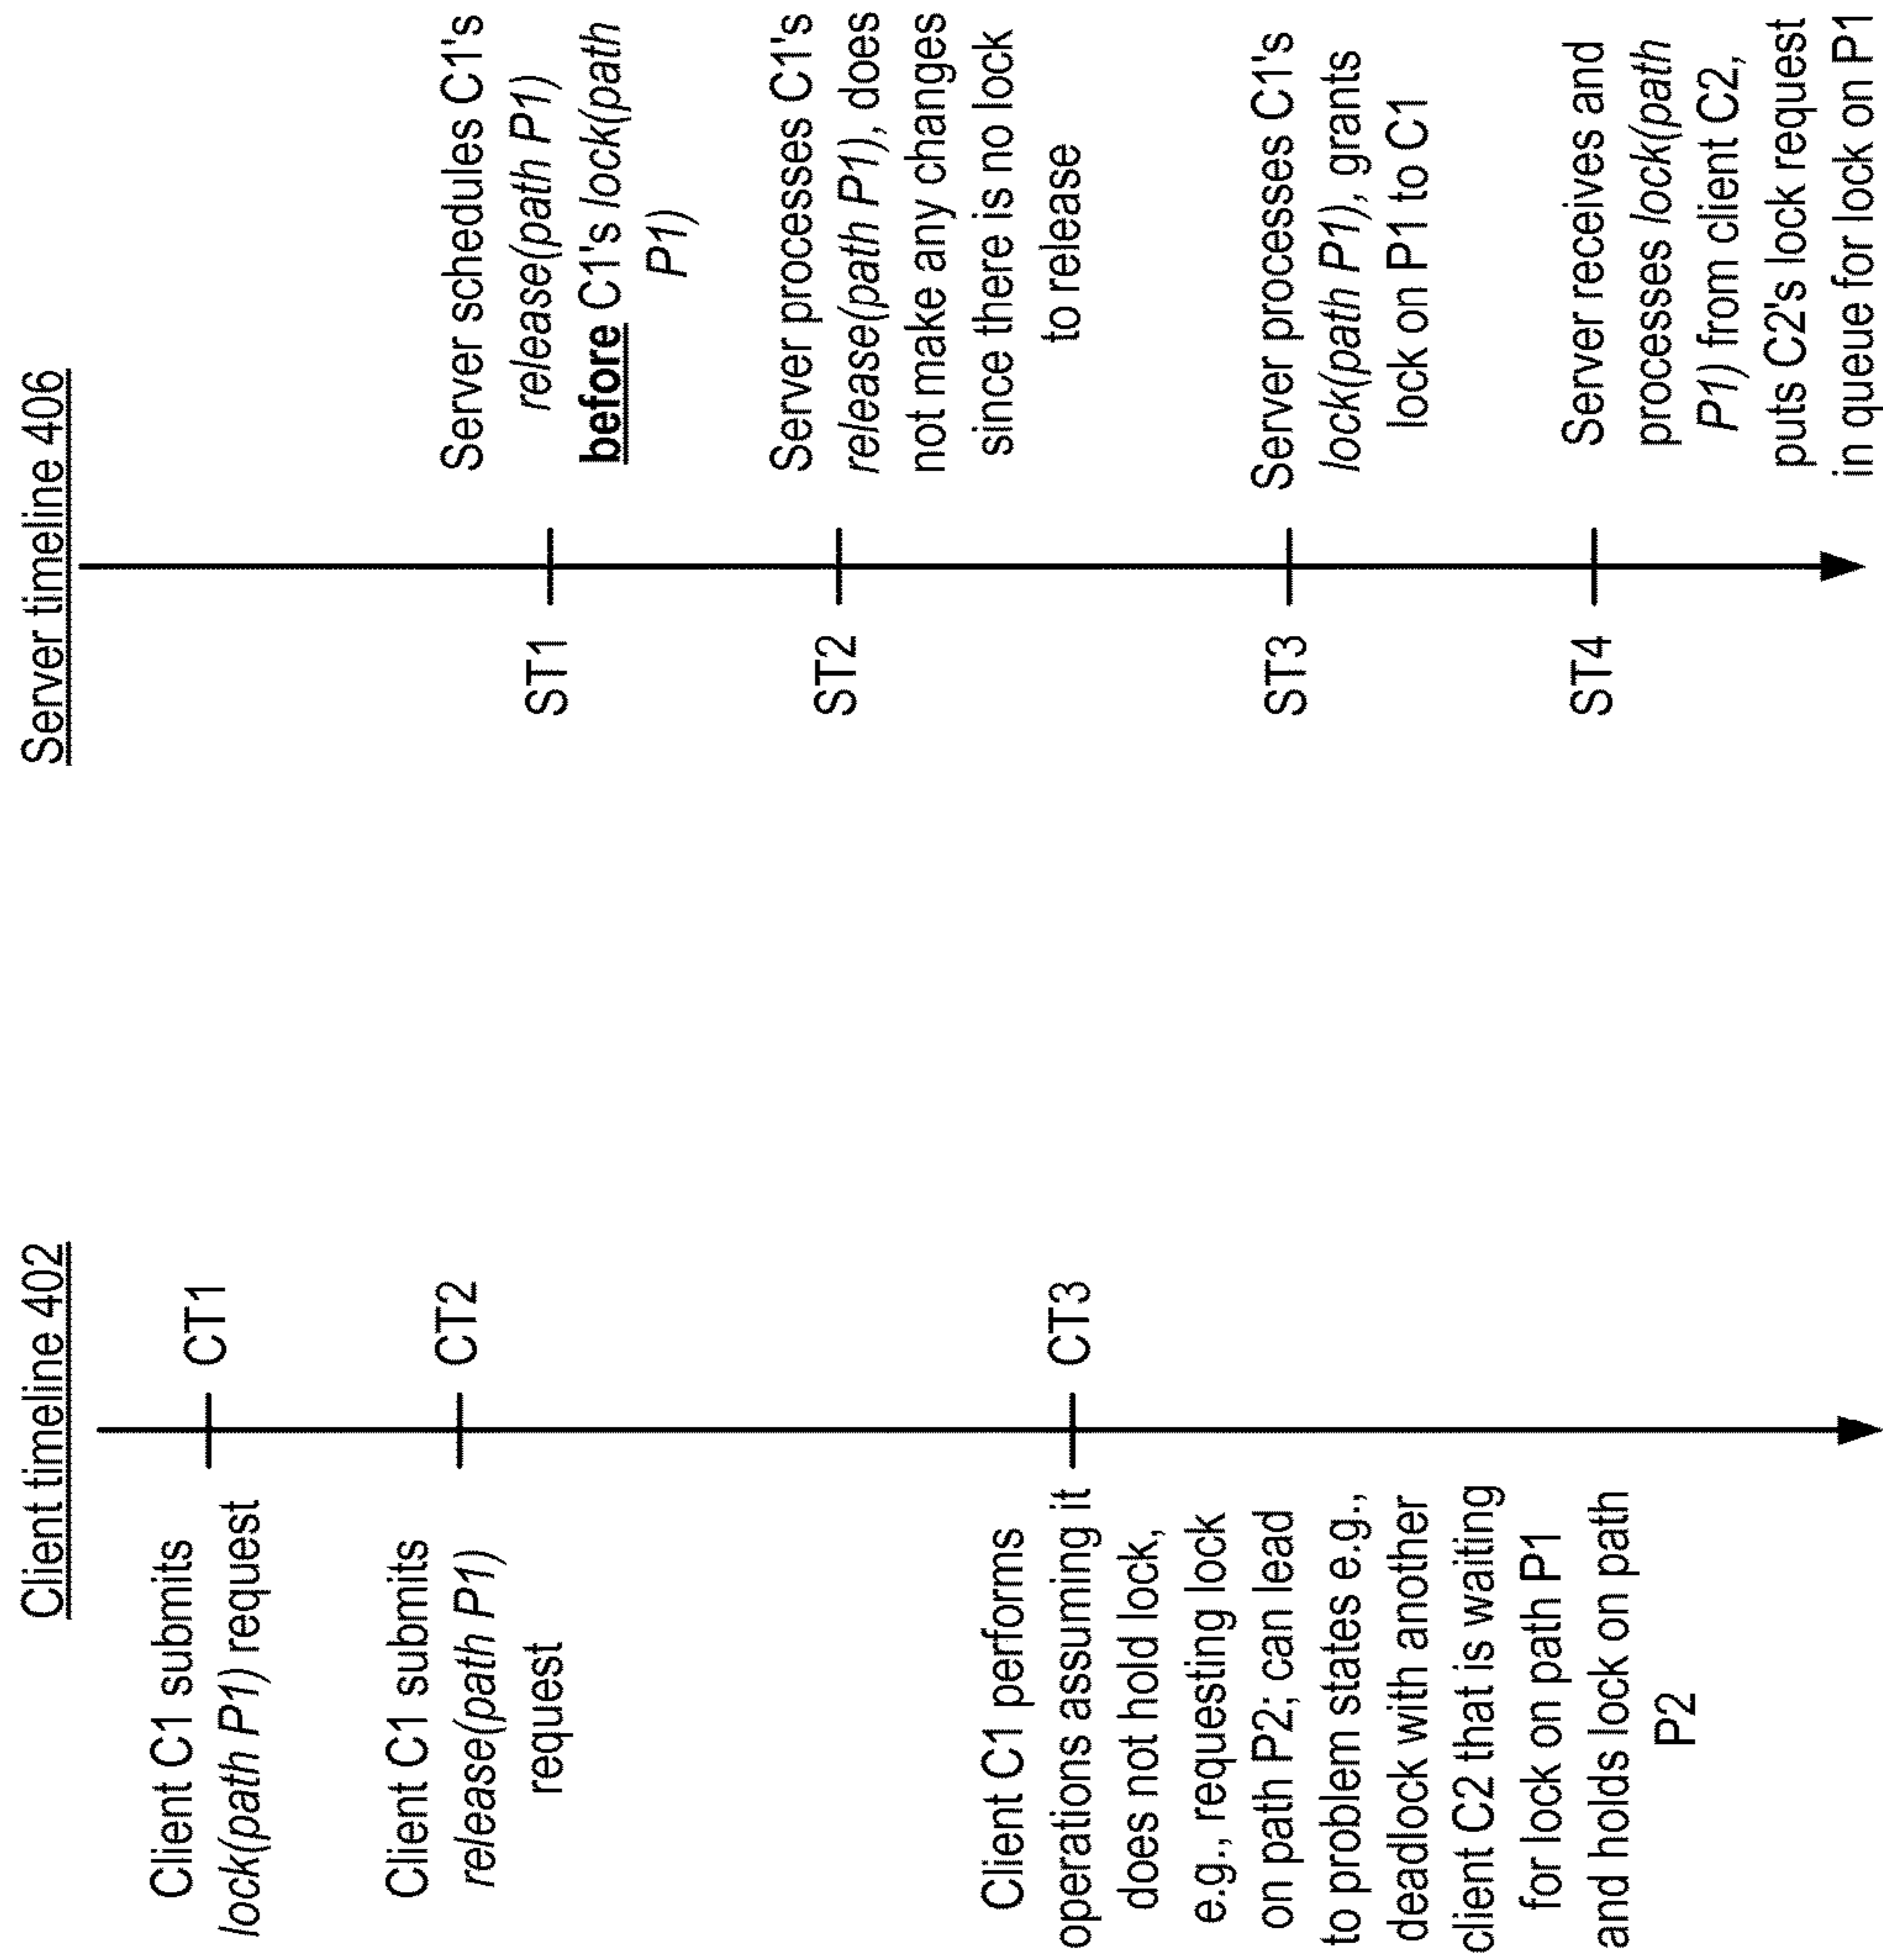 Client timeline 402
Client C1 submits
lock(path P1) request
CT1
Client C1 submits
release(path P1)
request
CT2
Client C1 performs
operations assuming it
does not hold lock,
e.g., requesting lock
on path P2; can lead
to problem states e.g.,
deadlock with another
client C2 that is waiting
for lock on path P1
and holds lock on path
P2
CT3
Server timeline 406
ST1
Server schedules C1's
release(path P1)
before C1's lock(path
P1)
ST2
Server processes C1's
release(path P1), does
not make any changes
since there is no lock
to release
ST3
Server processes C1's
lock(path P1), grants
lock on P1 to C1
ST4
Server receives and
processes lock(path
P1) from client C2,
puts C2's lock request
in queue for lock on P1